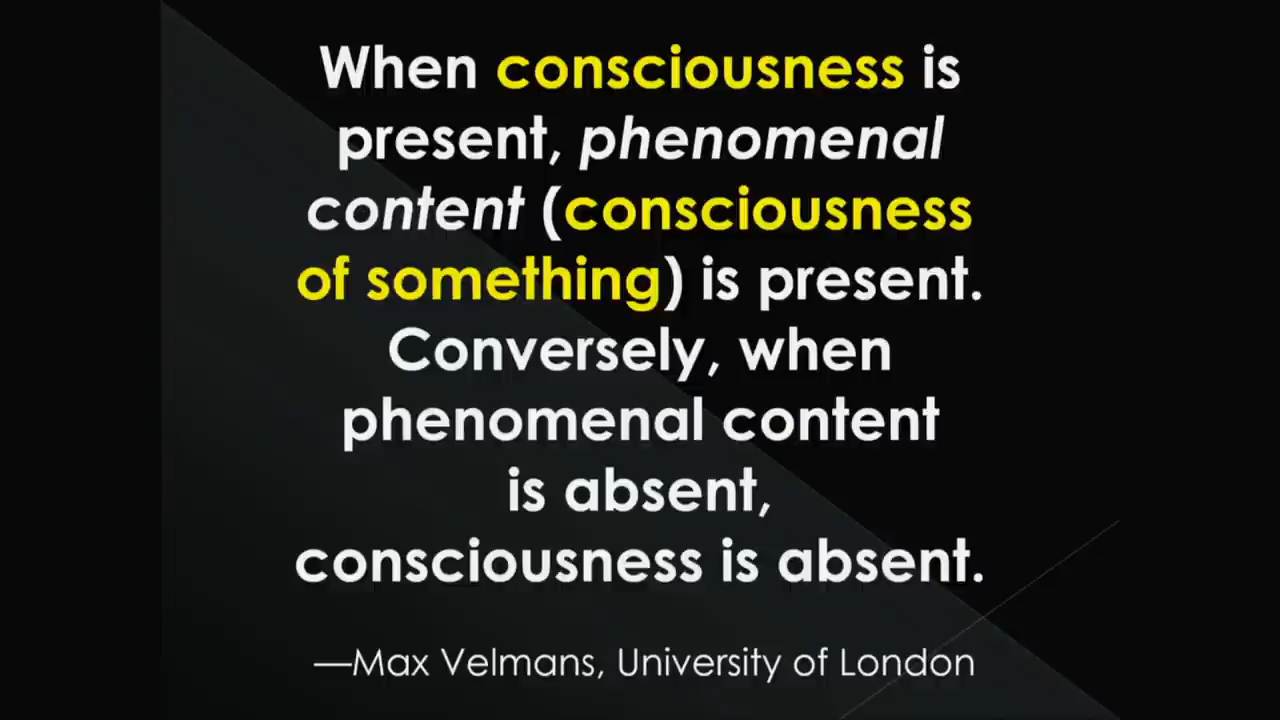 When consciousness is
present, phenomenal
content (consciousness
of something) is present.
Conversely, when
phenomenal content
is absent,
consciousness is absent.
—Max Velmans, University of London